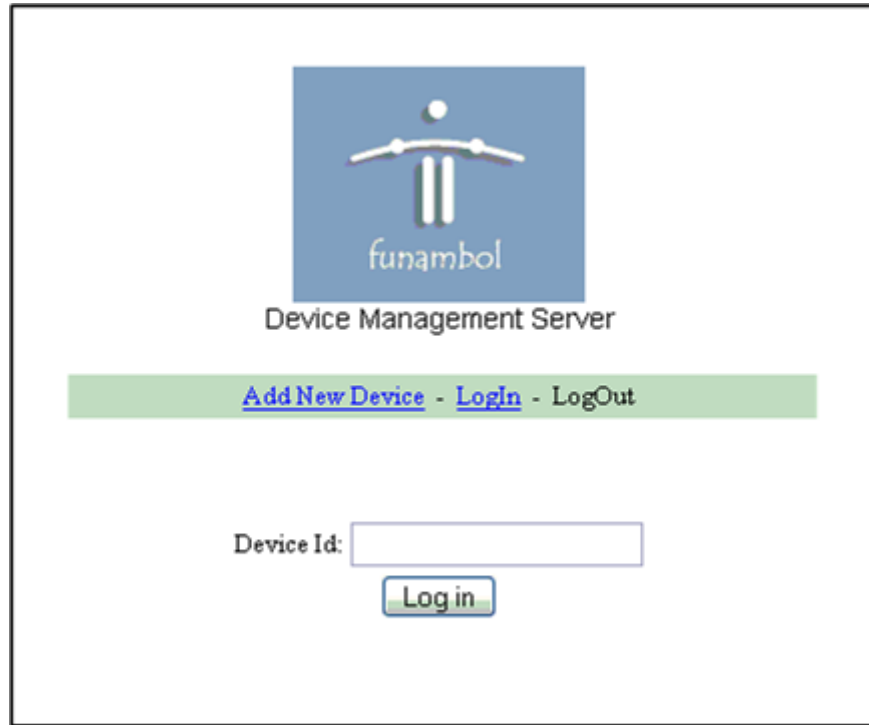 funambol
Device Management Server
Add New Device - LogIn - LogOut
Device Id:
Log in